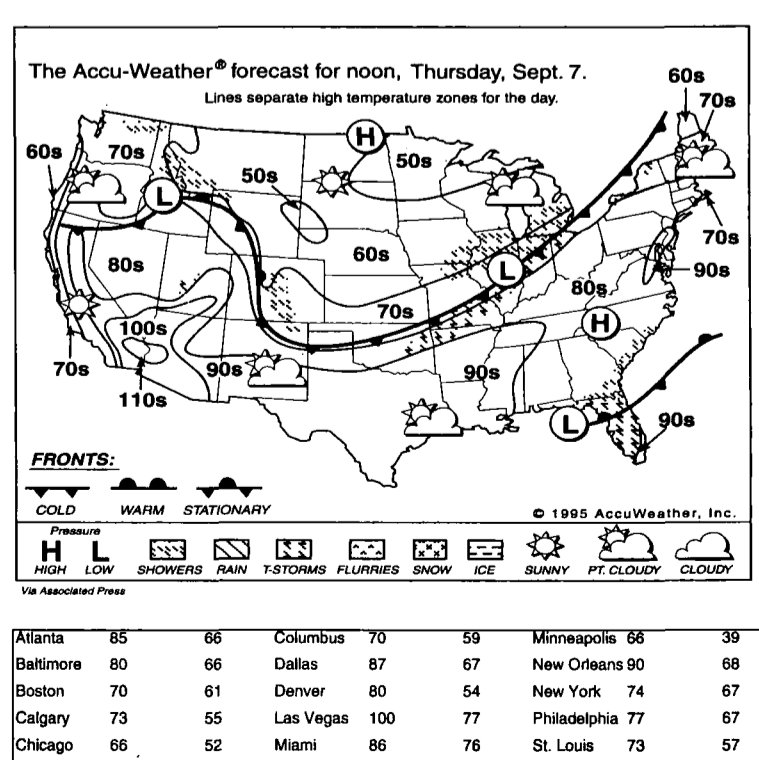 The Accu-Weather® forecast for noon, Thursday, Sept. 7.
Lines separate high temperature zones for the day.
60s
70s
60s
70s
H
50s
50s
L
70s
80s
60s
90s
L
80s
70s
H
100s
70s
90s
90s
110s
L
90s
FRONTS:
COLD WARM STATIONARY
© 1995 AccuWeather, Inc.
Pressure
H L
HIGH LOW SHOWERS RAIN T-STORMS FLURRIES SNOW ICE SUNNY PT. CLOUDY CLOUDY
Via Associated Press
Atlanta 85 66 Columbus 70 59 Minneapolis 66 39
Baltimore 80 66 Dallas 87 67 New Orleans 90 68
Boston 70 61 Denver 80 54 New York 74 67
Calgary 73 55 Las Vegas 100 77 Philadelphia 77 67
Chicago 66 52 Miami 86 76 St. Louis 73 57